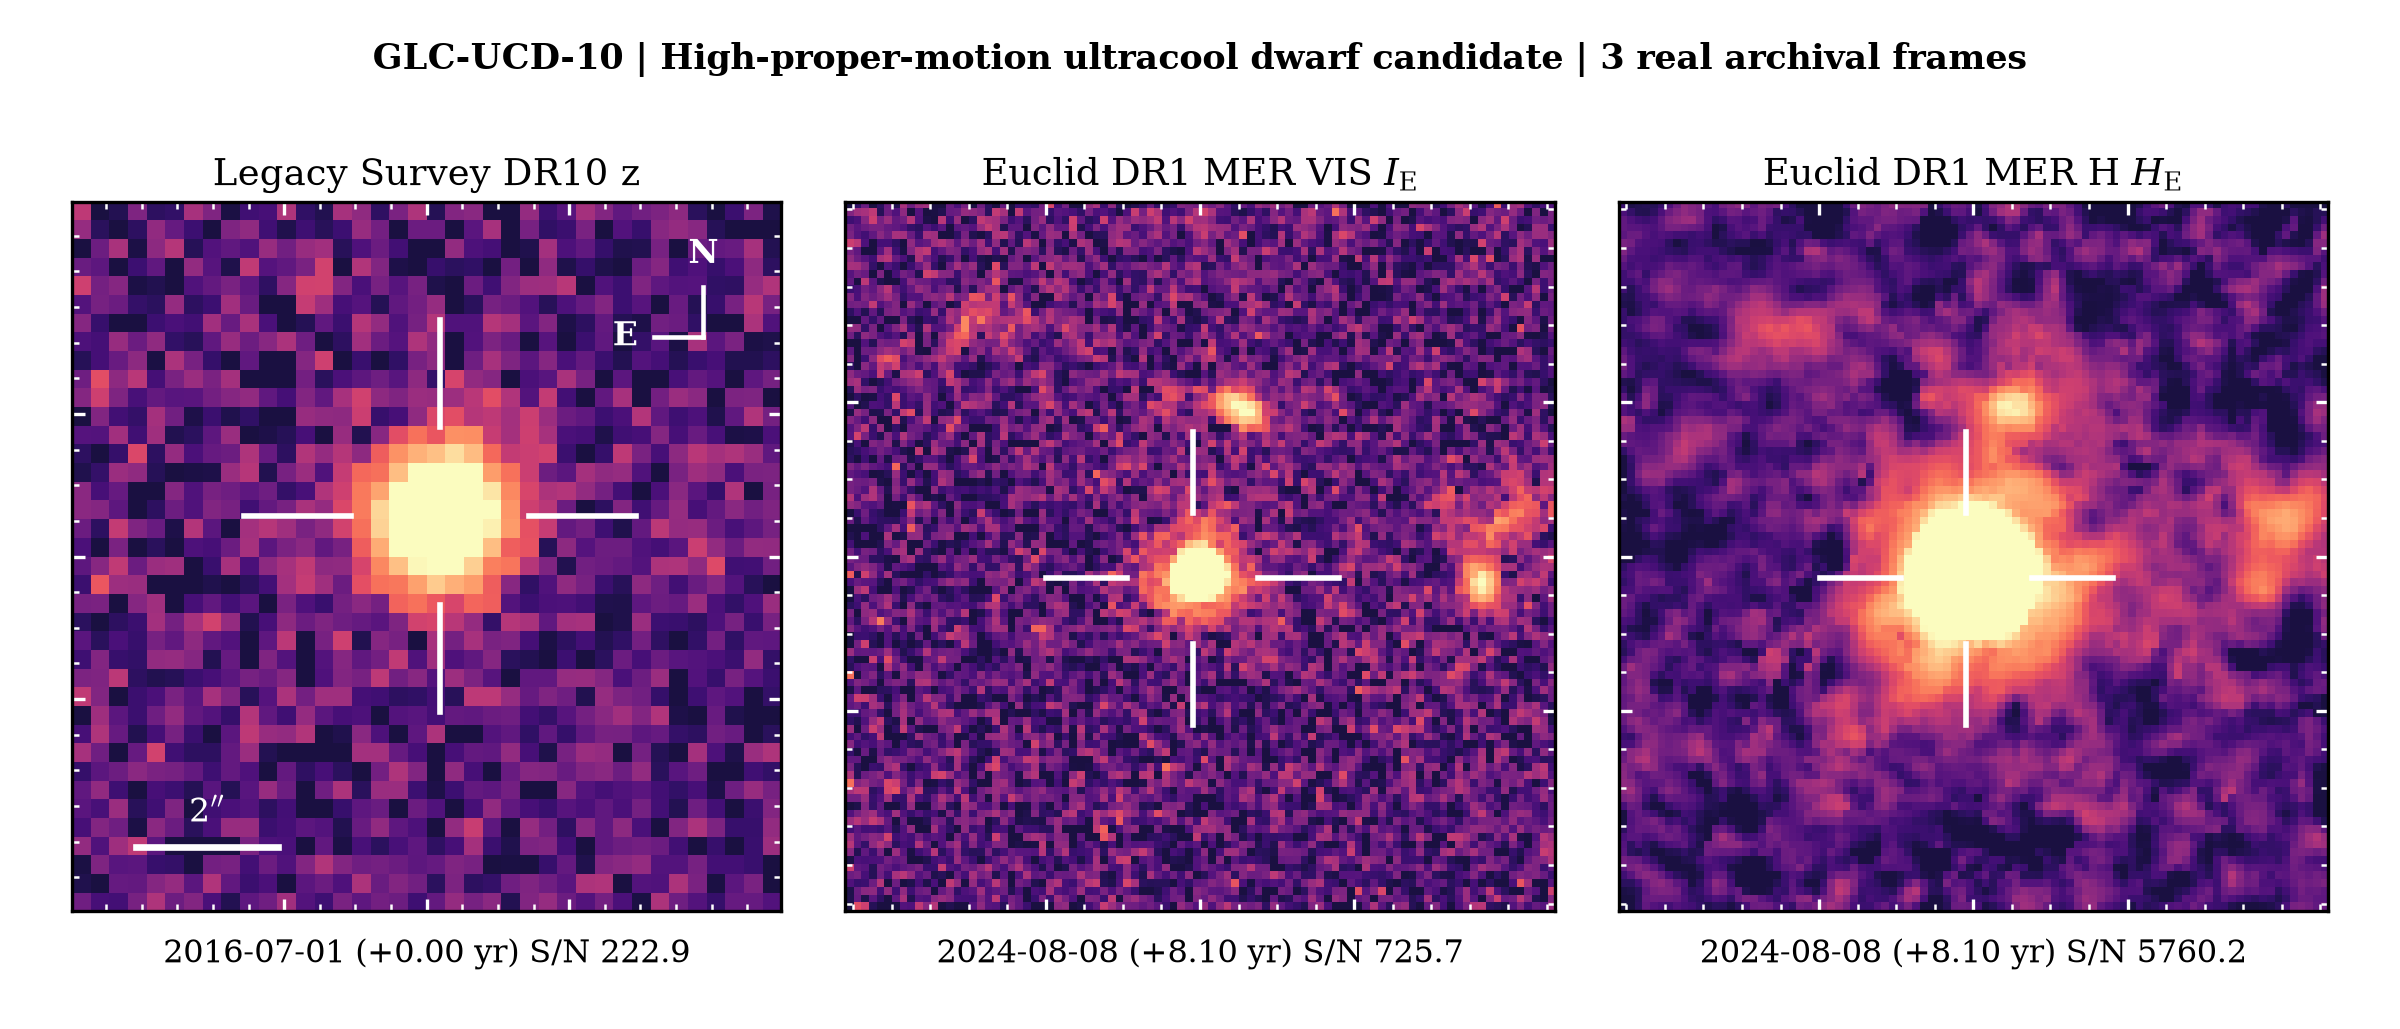 GLC-UCD-10 | High-proper-motion ultracool dwarf candidate | 3 real archival frames
Legacy Survey DR10 z
Euclid DR1 MER VIS I_E
Euclid DR1 MER H H_E
N
E
2″
2016-07-01 (+0.00 yr) S/N 222.9
2024-08-08 (+8.10 yr) S/N 725.7
2024-08-08 (+8.10 yr) S/N 5760.2